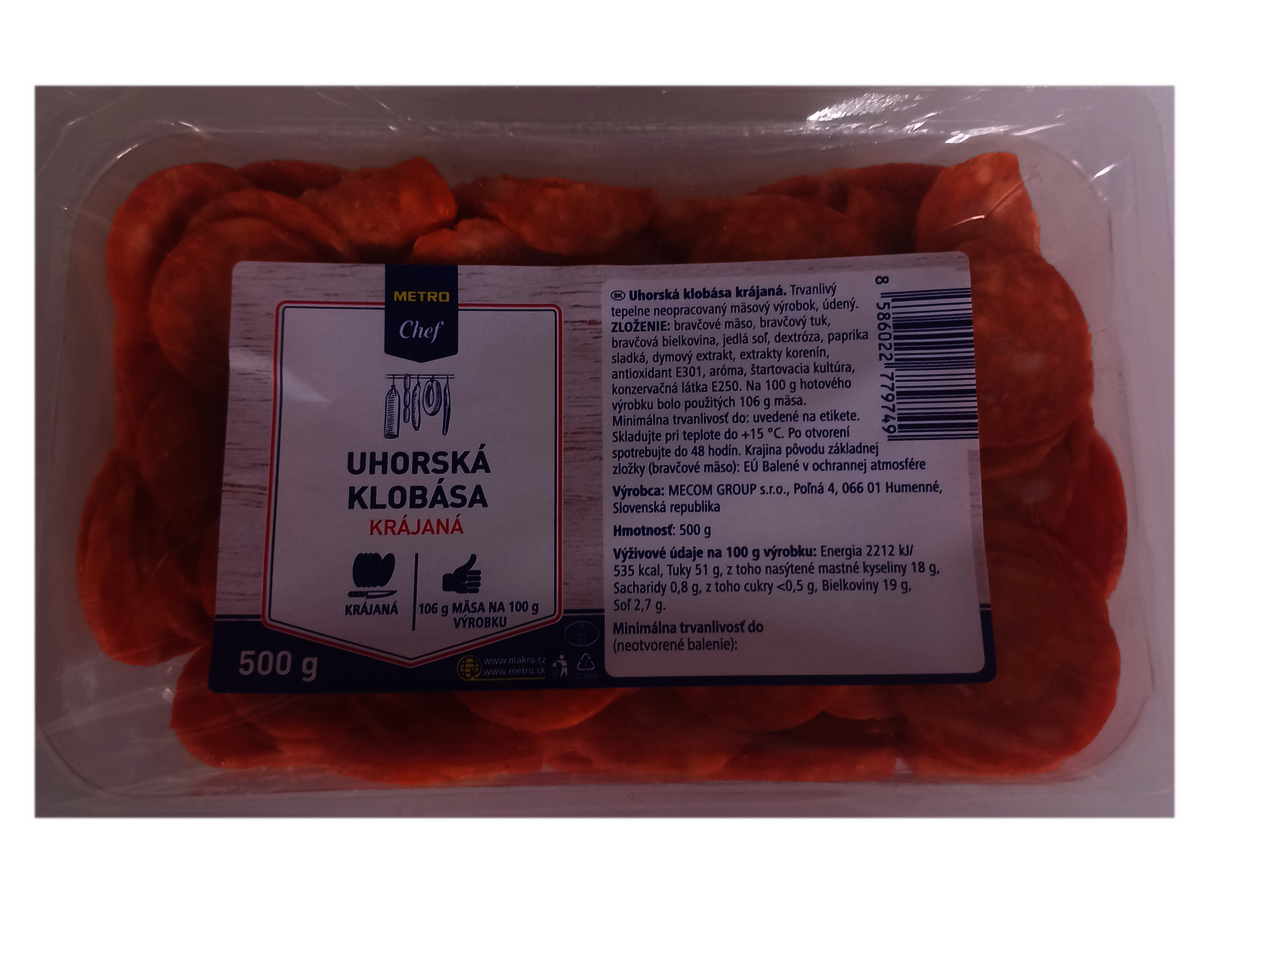 METRO
Chef
UHORSKÁ
KLOBÁSA
KRÁJANÁ
KRÁJANÁ
106 g MÄSA NA 100 g
VÝROBKU
500 g
www.makro.cz
www.metro.sk
SK Uhorská klobása krájaná. Trvanlivý
tepelne neopracovaný mäsový výrobok, údený.
ZLOŽENIE: bravčové mäso, bravčový tuk,
bravčová bielkovina, jedlá soľ, dextróza, paprika
sladká, dymový extrakt, extrakty korenín,
antioxidant E301, aróma, štartovacia kultúra,
konzervačná látka E250. Na 100 g hotového
výrobku bolo použitých 106 g mäsa.
Minimálna trvanlivosť do: uvedené na etikete.
Skladujte pri teplote do +15 °C. Po otvorení
spotrebujte do 48 hodín. Krajina pôvodu základnej
zložky (bravčové mäso): EÚ Balené v ochrannej atmosfére
Výrobca: MECOM GROUP s.r.o., Poľná 4, 066 01 Humenné,
Slovenská republika
Hmotnosť: 500 g
Výživové údaje na 100 g výrobku: Energia 2212 kJ/
535 kcal, Tuky 51 g, z toho nasýtené mastné kyseliny 18 g,
Sacharidy 0,8 g, z toho cukry <0,5 g, Bielkoviny 19 g,
Soľ 2,7 g.
Minimálna trvanlivosť do
(neotvorené balenie):
8 586022 779749